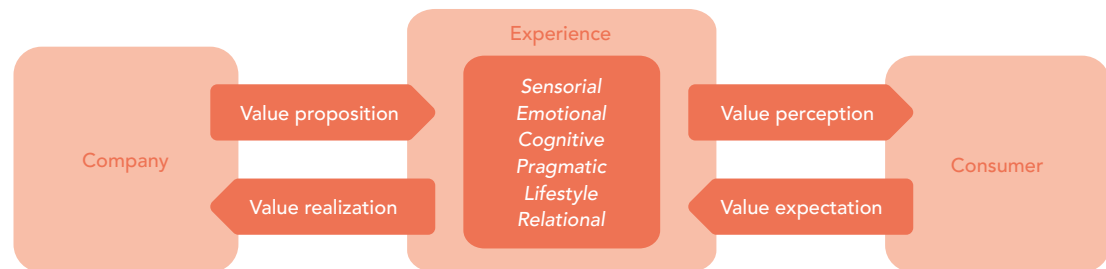 Experience
Sensorial
Emotional
Cognitive
Pragmatic
Lifestyle
Relational
Company
Value proposition
Value realization
Value perception
Value expectation
Consumer